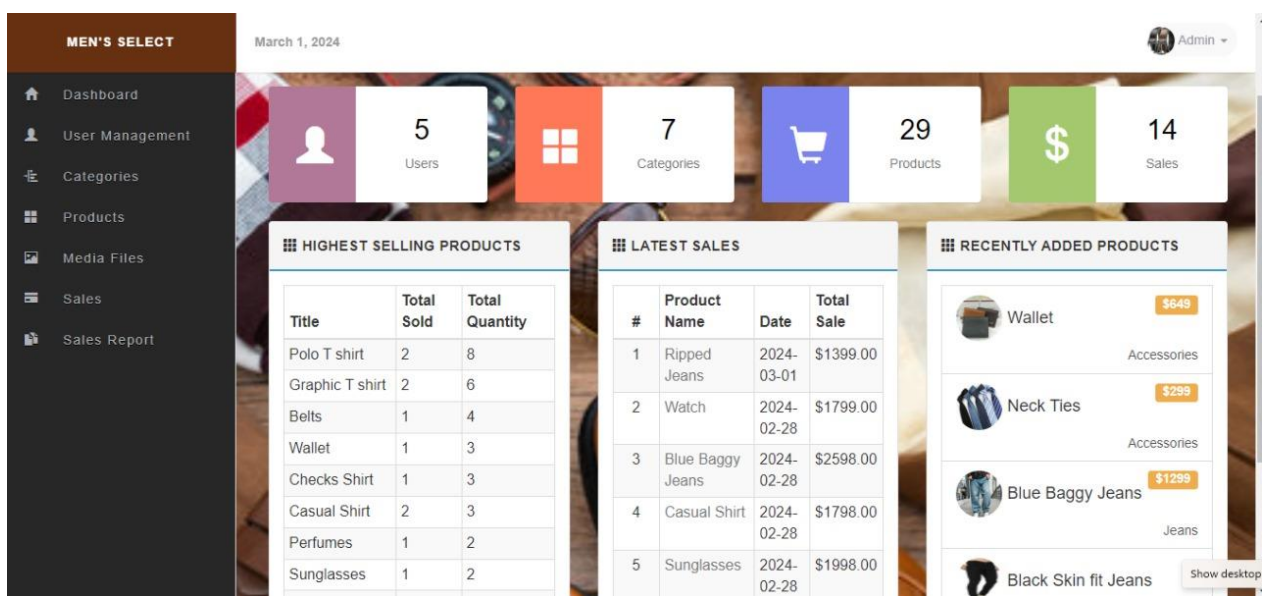 MEN'S SELECT
March 1, 2024
Admin
Dashboard
User Management
Categories
Products
Media Files
Sales
Sales Report
5
Users
7
Categories
29
Products
$
14
Sales
HIGHEST SELLING PRODUCTS
Title Total Sold Total Quantity
Polo T shirt 2 8
Graphic T shirt 2 6
Belts 1 4
Wallet 1 3
Checks Shirt 1 3
Casual Shirt 2 3
Perfumes 1 2
Sunglasses 1 2
LATEST SALES
# Product Name Date Total Sale
1 Ripped Jeans 2024-03-01 $1399.00
2 Watch 2024-02-28 $1799.00
3 Blue Baggy Jeans 2024-02-28 $2598.00
4 Casual Shirt 2024-02-28 $1798.00
5 Sunglasses 2024-02-28 $1998.00
RECENTLY ADDED PRODUCTS
Wallet $649
Accessories
Neck Ties $299
Accessories
Blue Baggy Jeans $1299
Jeans
Black Skin fit Jeans
Show desktop